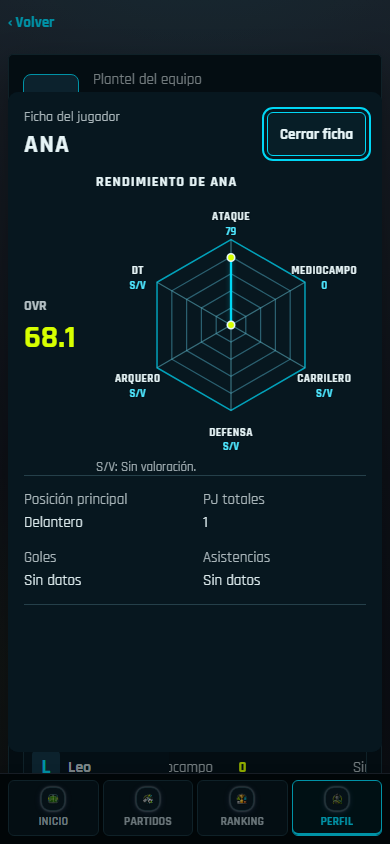 ‹ Volver
Plantel del equipo
Ficha del jugador
ANA
Cerrar ficha
RENDIMIENTO DE ANA
ATAQUE
79
DT
S/V
MEDIOCAMPO
0
OVR
68.1
ARQUERO
S/V
CARRILERO
S/V
DEFENSA
S/V
S/V: Sin valoración.
Posición principal
PJ totales
Delantero
1
Goles
Asistencias
Sin datos
Sin datos
L Leo ocampo 0 Si
INICIO
PARTIDOS
RANKING
PERFIL